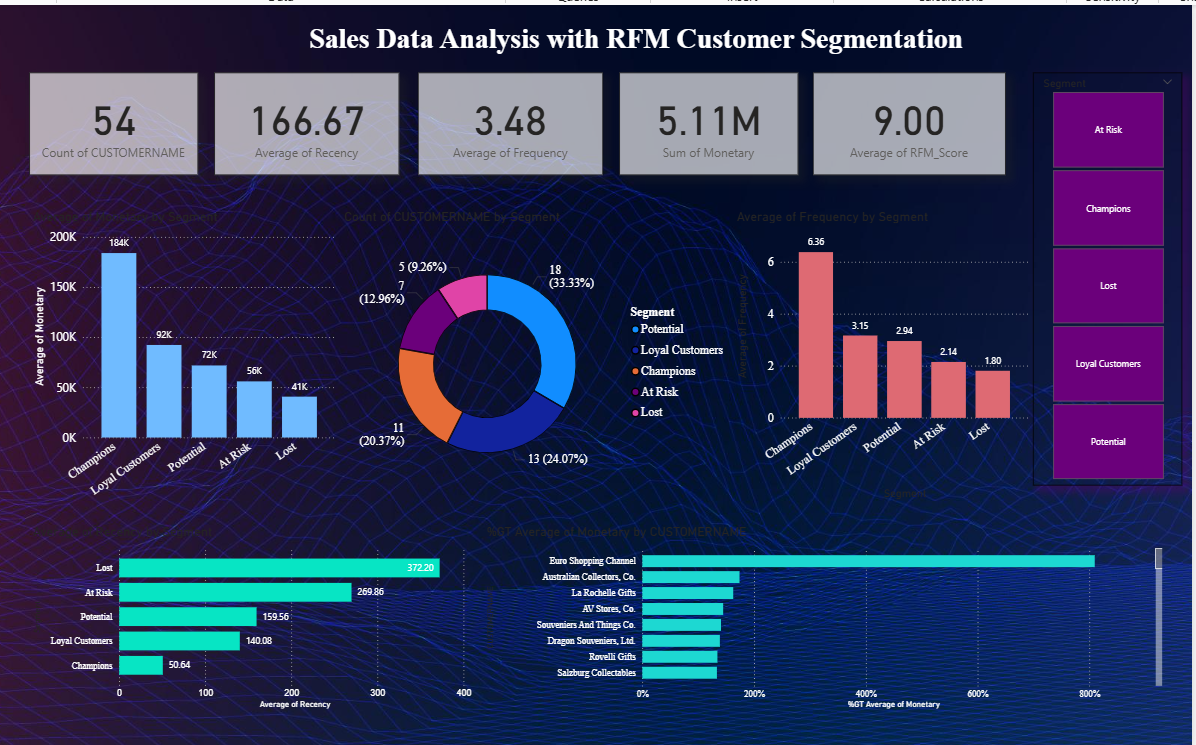 Sales Data Analysis with RFM Customer Segmentation
54
Count of CUSTOMERNAME
166.67
Average of Recency
3.48
Average of Frequency
5.11M
Sum of Monetary
9.00
Average of RFM_Score
Segment
At Risk
Champions
Lost
Loyal Customers
Potential
Average of Monetary by Segment
200K
150K
100K
50K
0K
Average of Monetary
184K
92K
72K
56K
41K
Champions
Loyal Customers
Potential
At Risk
Lost
Count of CUSTOMERNAME by Segment
18
(33.33%)
13 (24.07%)
11
(20.37%)
7
(12.96%)
5 (9.26%)
Segment
Potential
Loyal Customers
Champions
At Risk
Lost
Average of Frequency by Segment
Average of Frequency
6
4
2
0
6.36
3.15
2.94
2.14
1.80
Champions
Loyal Customers
Potential
At Risk
Lost
Segment
Lost
At Risk
Potential
Loyal Customers
Champions
372.20
269.86
159.56
140.08
50.64
0
100
200
300
400
Average of Recency
%GT Average of Monetary by CUSTOMERNAME
Euro Shopping Channel
Australian Collectors, Co.
La Rochelle Gifts
AV Stores, Co.
Souveniers And Things Co.
Dragon Souveniers, Ltd.
Rovelli Gifts
Salzburg Collectables
0%
200%
400%
600%
800%
%GT Average of Monetary